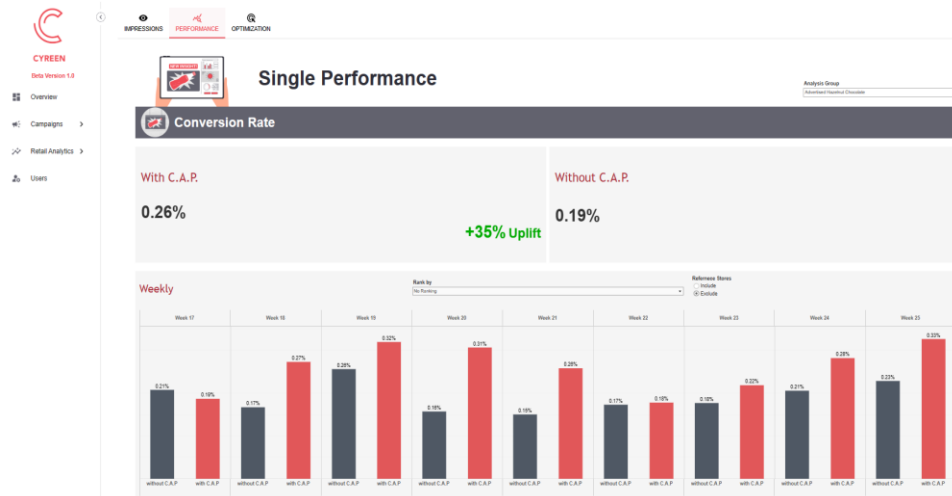 CYREEN
Beta Version 1.0
Overview
Campaigns
Retail Analytics
Users
IMPRESSIONS
PERFORMANCE
OPTIMIZATION
Single Performance
Analysis Group
Advertised Hazelnut Chocolate
Conversion Rate
With C.A.P.
0.26%
+35% Uplift
Without C.A.P.
0.19%
Weekly
Rank by
No Ranking
Reference Stores
Include
Exclude
Week 17 Week 18 Week 19 Week 20 Week 21 Week 22 Week 23 Week 24 Week 25
0.21% 0.19% 0.17% 0.27% 0.26% 0.32% 0.16% 0.31% 0.26% 0.17% 0.18% 0.18% 0.22% 0.21% 0.28% 0.23% 0.33%
without C.A.P with C.A.P without C.A.P with C.A.P without C.A.P with C.A.P without C.A.P with C.A.P without C.A.P with C.A.P without C.A.P with C.A.P without C.A.P with C.A.P without C.A.P with C.A.P without C.A.P with C.A.P